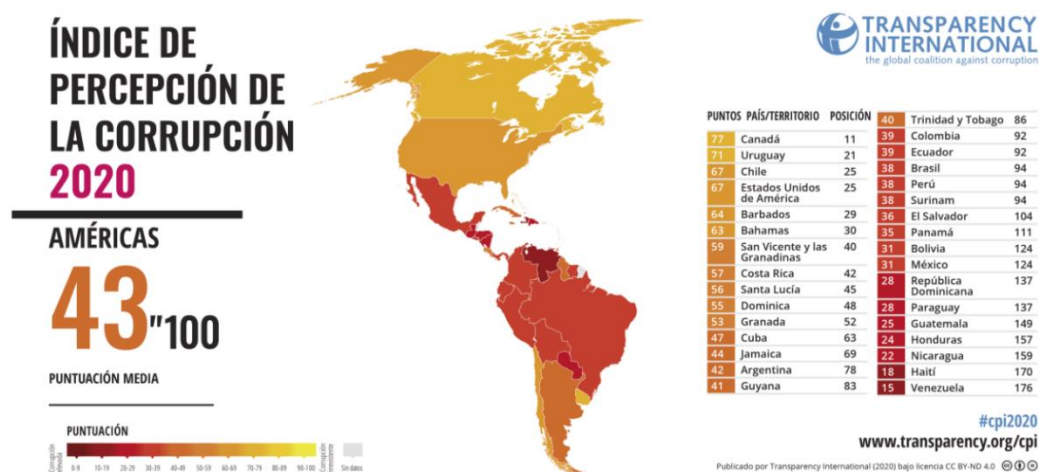 ÍNDICE DE
PERCEPCIÓN DE
LA CORRUPCIÓN
2020
AMÉRICAS
43"100
PUNTUACIÓN MEDIA
PUNTUACIÓN
Corrupción elevada
0-9 10-19 20-29 30-39 40-49 50-59 60-69 70-79 80-89 90-100
Corrupción inexistente
Sin datos
TRANSPARENCY
INTERNATIONAL
the global coalition against corruption
PUNTOS PAÍS/TERRITORIO POSICIÓN
77 Canadá 11
71 Uruguay 21
67 Chile 25
67 Estados Unidos
de América 25
64 Barbados 29
63 Bahamas 30
59 San Vicente y las
Granadinas 40
57 Costa Rica 42
56 Santa Lucía 45
55 Dominica 48
53 Granada 52
47 Cuba 63
44 Jamaica 69
42 Argentina 78
41 Guyana 83
40 Trinidad y Tobago 86
39 Colombia 92
39 Ecuador 92
38 Brasil 94
38 Perú 94
38 Surinam 94
36 El Salvador 104
35 Panamá 111
31 Bolivia 124
31 México 124
28 República
Dominicana 137
28 Paraguay 137
25 Guatemala 149
24 Honduras 157
22 Nicaragua 159
18 Haití 170
15 Venezuela 176
#cpi2020
www.transparency.org/cpi
Publicado por Transparency International (2020) bajo licencia CC BY-ND 4.0